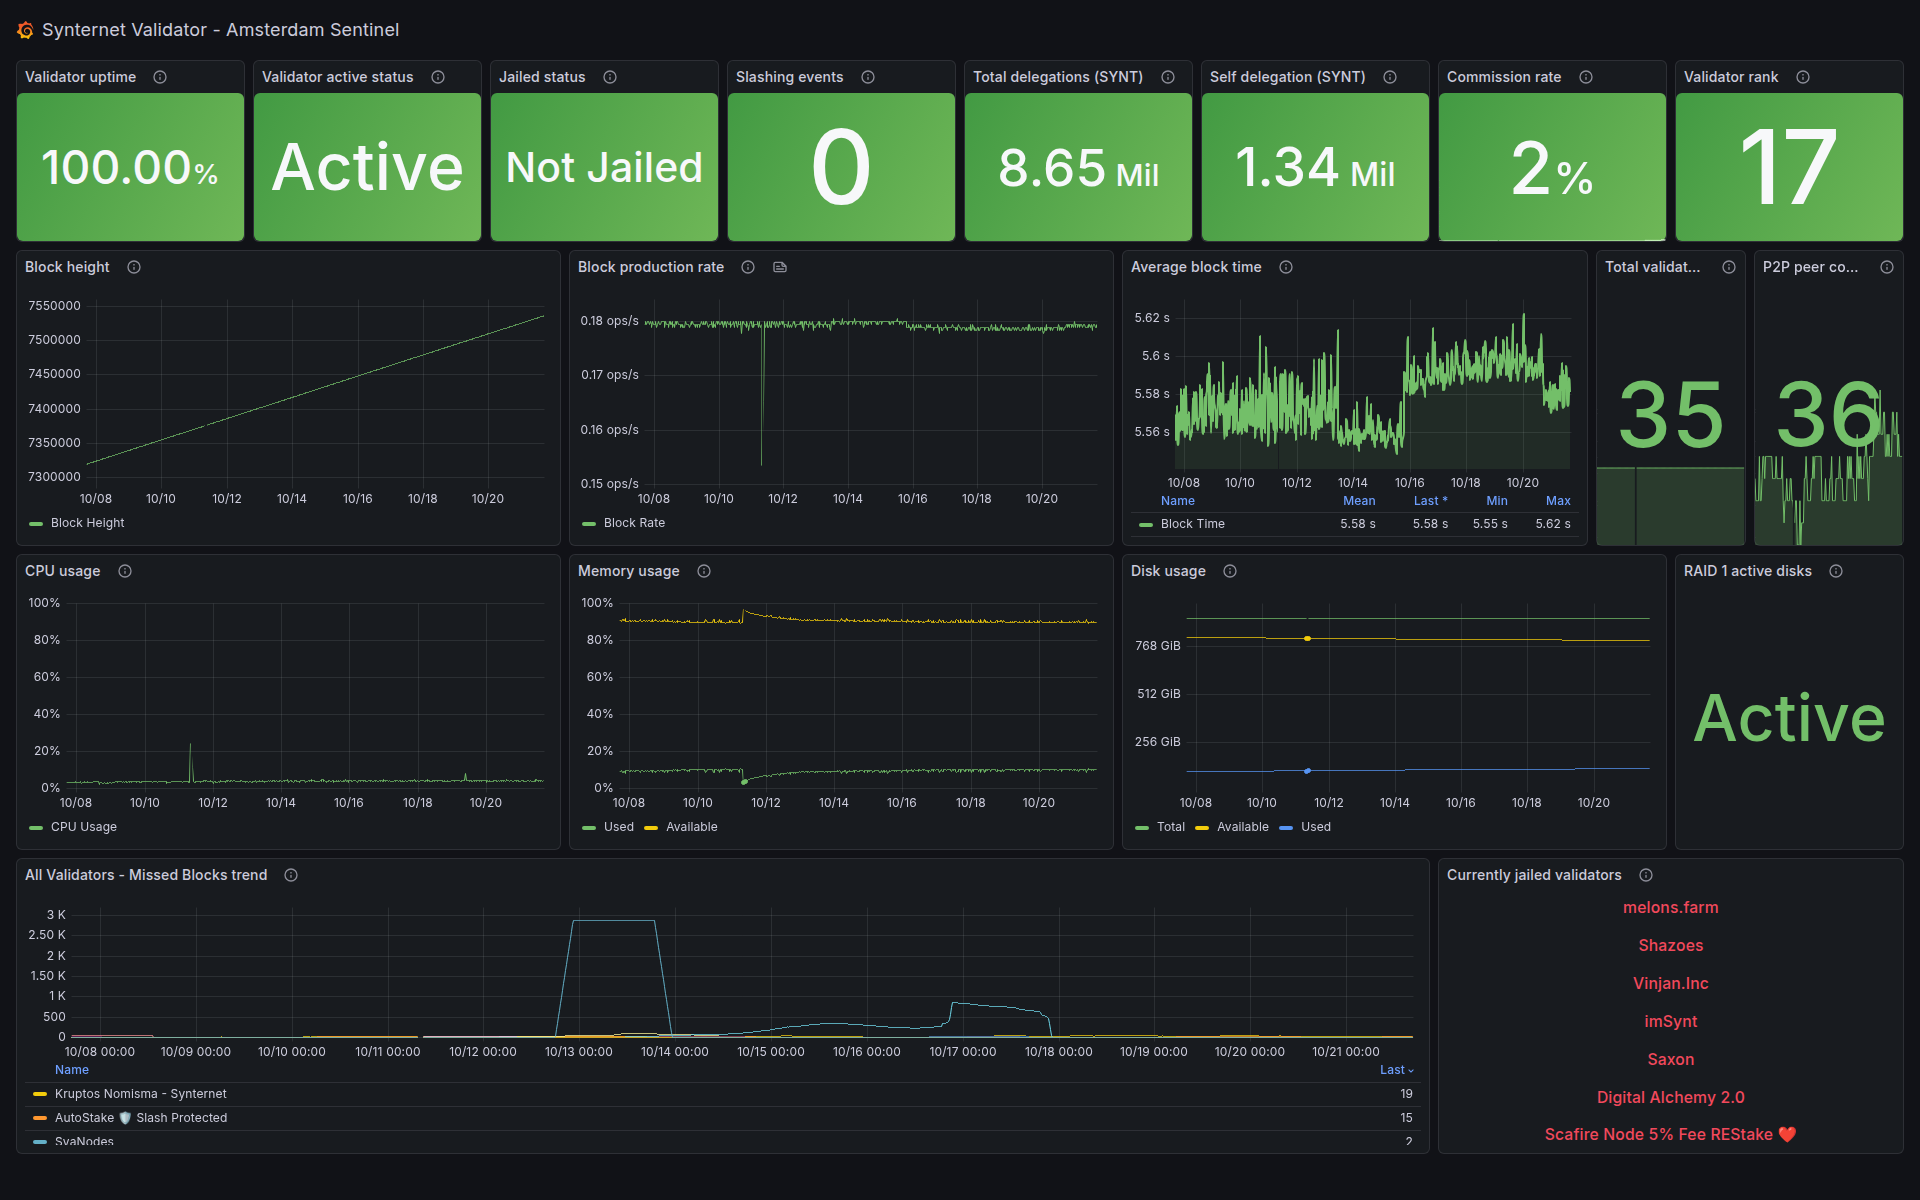 Synternet Validator - Amsterdam Sentinel
Validator uptime
100.00%
Validator active status
Active
Jailed status
Not Jailed
Slashing events
0
Total delegations (SYNT)
8.65 Mil
Self delegation (SYNT)
1.34 Mil
Commission rate
2%
Validator rank
17
Block height
7550000
7500000
7450000
7400000
7350000
7300000
10/08 10/10 10/12 10/14 10/16 10/18 10/20
Block Height
Block production rate
0.18 ops/s
0.17 ops/s
0.16 ops/s
0.15 ops/s
10/08 10/10 10/12 10/14 10/16 10/18 10/20
Block Rate
Average block time
5.62 s
5.6 s
5.58 s
5.56 s
10/08 10/10 10/12 10/14 10/16 10/18 10/20
Name Mean Last * Min Max
Block Time 5.58 s 5.58 s 5.55 s 5.62 s
Total validat...
35
P2P peer co...
36
CPU usage
100%
80%
60%
40%
20%
0%
10/08 10/10 10/12 10/14 10/16 10/18 10/20
CPU Usage
Memory usage
100%
80%
60%
40%
20%
0%
10/08 10/10 10/12 10/14 10/16 10/18 10/20
Used Available
Disk usage
768 GiB
512 GiB
256 GiB
10/08 10/10 10/12 10/14 10/16 10/18 10/20
Total Available Used
RAID 1 active disks
Active
All Validators - Missed Blocks trend
3 K
2.50 K
2 K
1.50 K
1 K
500
0
10/08 00:00 10/09 00:00 10/10 00:00 10/11 00:00 10/12 00:00 10/13 00:00 10/14 00:00 10/15 00:00 10/16 00:00 10/17 00:00 10/18 00:00 10/19 00:00 10/20 00:00 10/21 00:00
Name Last
Kruptos Nomisma - Synternet 19
AutoStake 🛡️ Slash Protected 15
SvaNodes 2
Currently jailed validators
melons.farm
Shazoes
Vinjan.Inc
imSynt
Saxon
Digital Alchemy 2.0
Scafire Node 5% Fee REStake ❤️